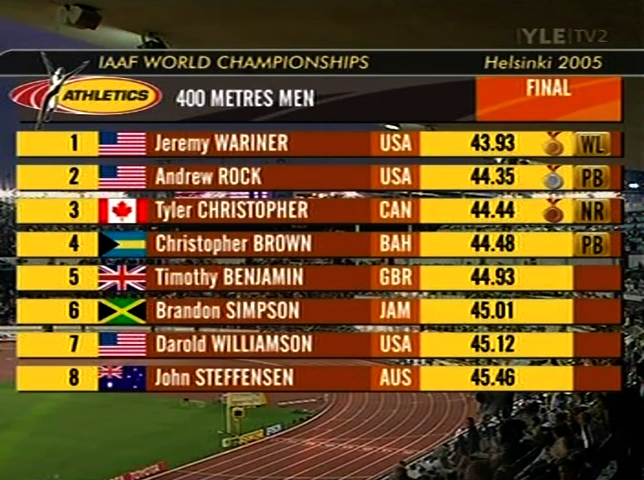 YLE TV2
IAAF WORLD CHAMPIONSHIPS Helsinki 2005
ATHLETICS 400 METRES MEN FINAL
1 Jeremy WARINER USA 43.93 WL
2 Andrew ROCK USA 44.35 PB
3 Tyler CHRISTOPHER CAN 44.44 NR
4 Christopher BROWN BAH 44.48 PB
5 Timothy BENJAMIN GBR 44.93
6 Brandon SIMPSON JAM 45.01
7 Darold WILLIAMSON USA 45.12
8 John STEFFENSEN AUS 45.46